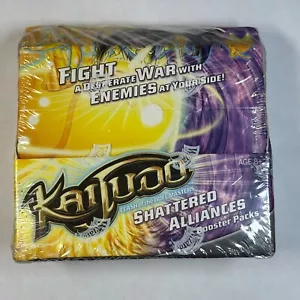 FIGHT
A DESPERATE WAR WITH
ENEMIES AT YOUR SIDE!
AGE 8+
KAIJUDO
SHATTERED
ALLIANCES
Booster Packs